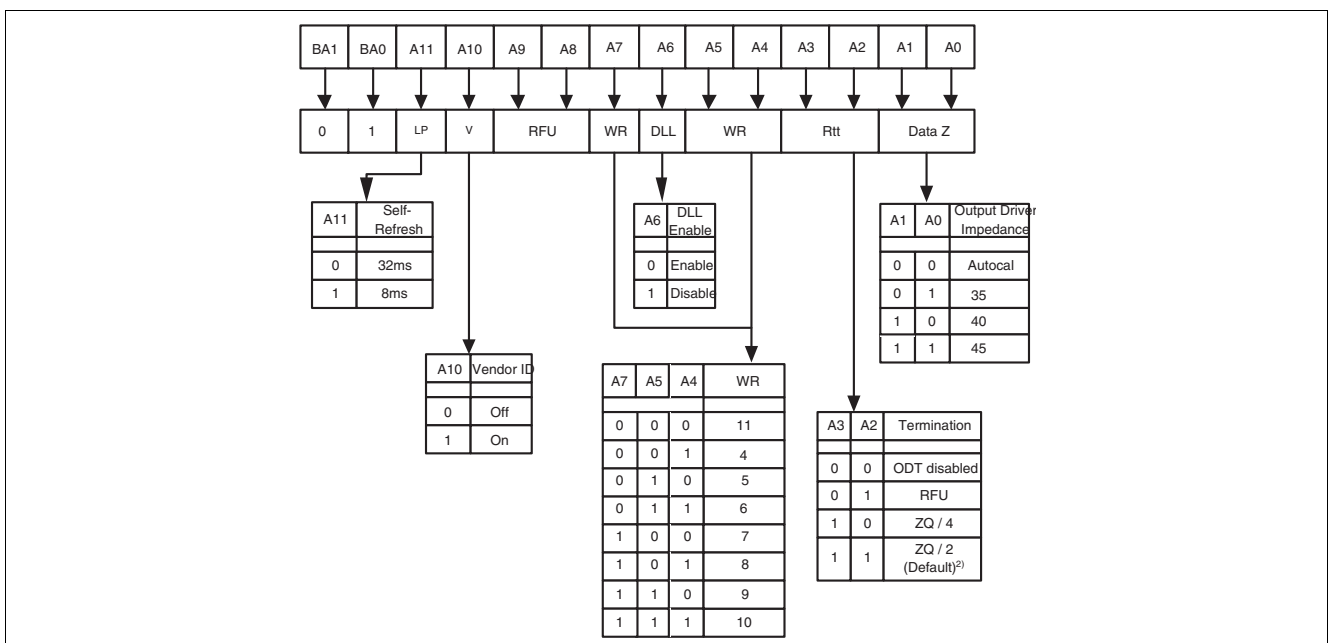 BA1 BA0 A11 A10 A9 A8 A7 A6 A5 A4 A3 A2 A1 A0
0 1 LP V RFU WR DLL WR Rtt Data Z
A11 Self-
Refresh
0 32ms
1 8ms
A6 DLL
Enable
0 Enable
1 Disable
A1 A0 Output Driver
Impedance
0 0 Autocal
0 1 35
1 0 40
1 1 45
A10 Vendor ID
0 Off
1 On
A7 A5 A4 WR
0 0 0 11
0 0 1 4
0 1 0 5
0 1 1 6
1 0 0 7
1 0 1 8
1 1 0 9
1 1 1 10
A3 A2 Termination
0 0 ODT disabled
0 1 RFU
1 0 ZQ / 4
1 1 ZQ / 2
(Default)2)